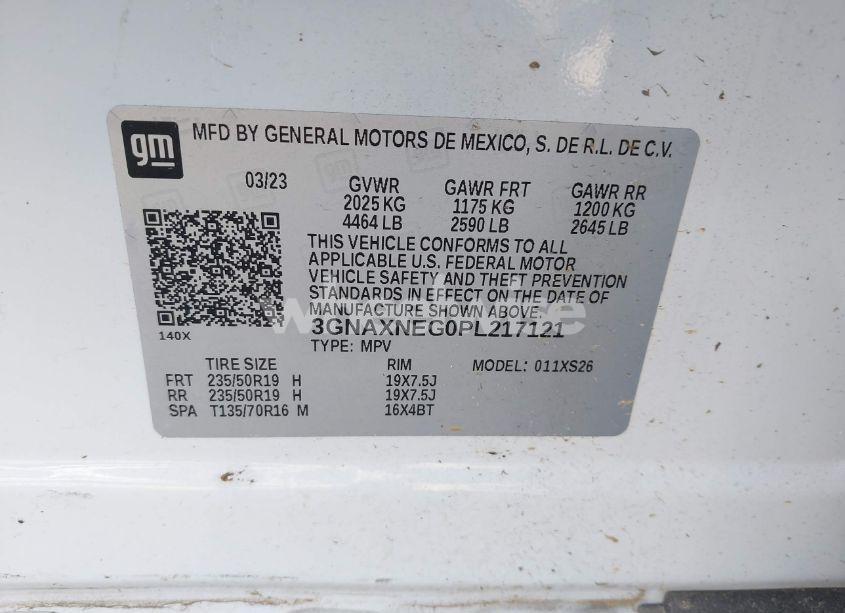 gm MFD BY GENERAL MOTORS DE MEXICO, S. DE R.L. DE C.V.
03/23 GVWR GAWR FRT GAWR RR
2025 KG 1175 KG 1200 KG
4464 LB 2590 LB 2645 LB
THIS VEHICLE CONFORMS TO ALL
APPLICABLE U.S. FEDERAL MOTOR
VEHICLE SAFETY AND THEFT PREVENTION
STANDARDS IN EFFECT ON THE DATE OF
MANUFACTURE SHOWN ABOVE.
3GNAXNEG0PL217121
140X TYPE: MPV
TIRE SIZE RIM MODEL: 011XS26
FRT 235/50R19 H 19X7.5J
RR 235/50R19 H 19X7.5J
SPA T135/70R16 M 16X4BT